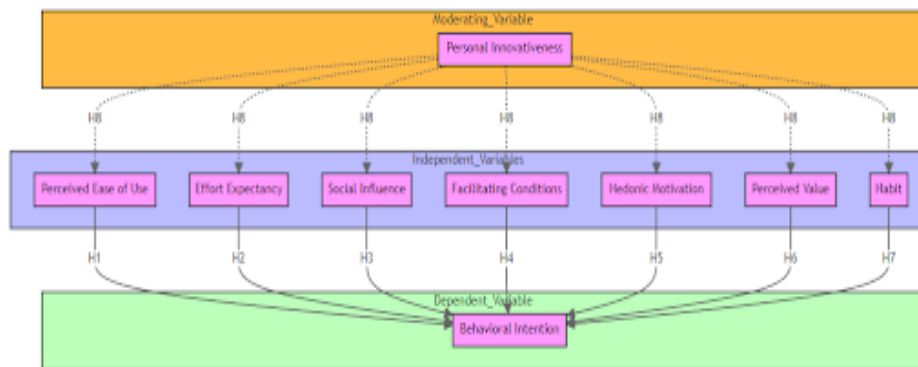 Moderating_Variable
Personal Innovativeness
H8 H8 H8 H8 H8 H8 H8
Independent_Variables
Perceived Ease of Use Effort Expectancy Social Influence Facilitating Conditions Hedonic Motivation Perceived Value Habit
H1 H2 H3 H4 H5 H6 H7
Dependent_Variable
Behavioral Intention